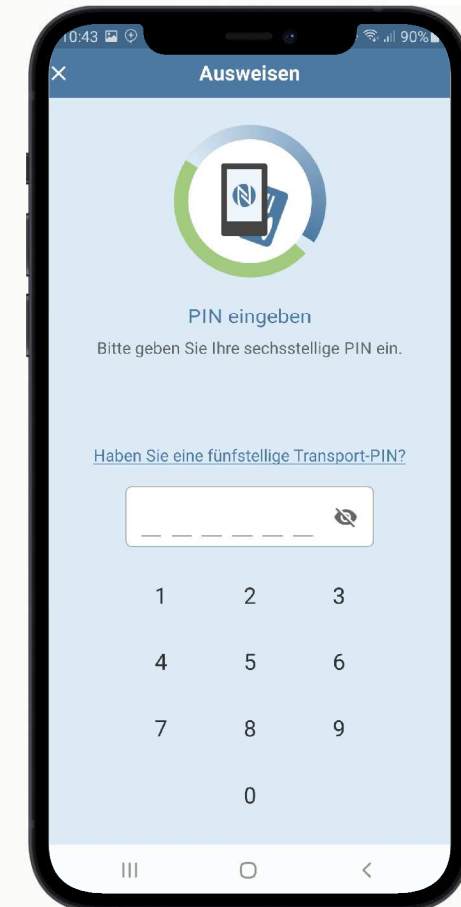 10:43 90%
Ausweisen
PIN eingeben
Bitte geben Sie Ihre sechsstellige PIN ein.
Haben Sie eine fünfstellige Transport-PIN?
1 2 3
4 5 6
7 8 9
0